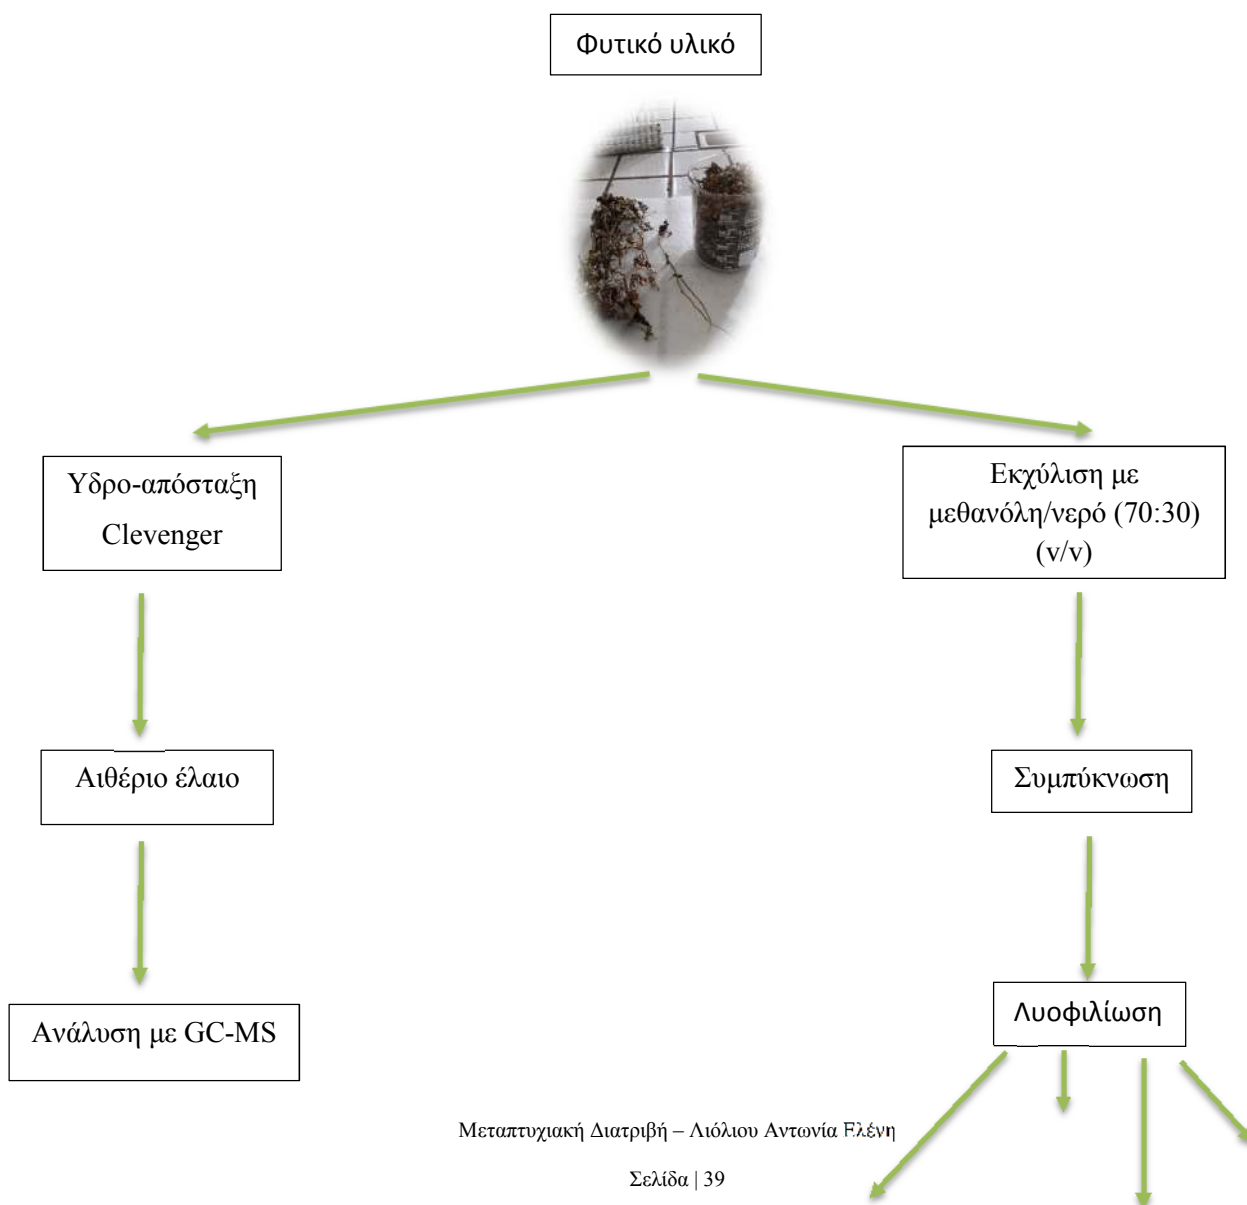 Φυτικό υλικό
Υδρο-απόσταξη
Clevenger
Εκχύλιση με
μεθανόλη/νερό (70:30)
(v/v)
Αιθέριο έλαιο
Συμπύκνωση
Ανάλυση με GC-MS
Λυοφιλίωση
Μεταπτυχιακή Διατριβή – Λιόλιου Αντωνία Ελένη
Σελίδα | 39